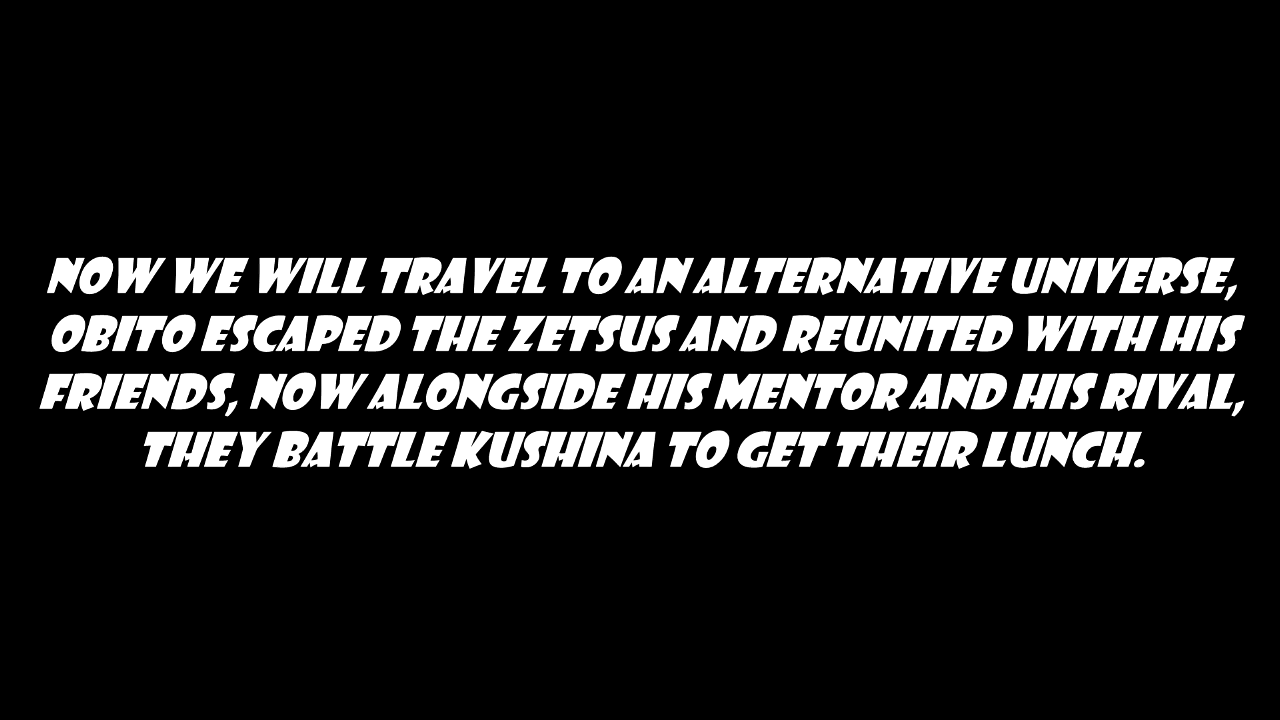 NOW WE WILL TRAVEL TO AN ALTERNATIVE UNIVERSE,
OBITO ESCAPED THE ZETSUS AND REUNITED WITH HIS
FRIENDS, NOW ALONGSIDE HIS MENTOR AND HIS RIVAL,
THEY BATTLE KUSHINA TO GET THEIR LUNCH.